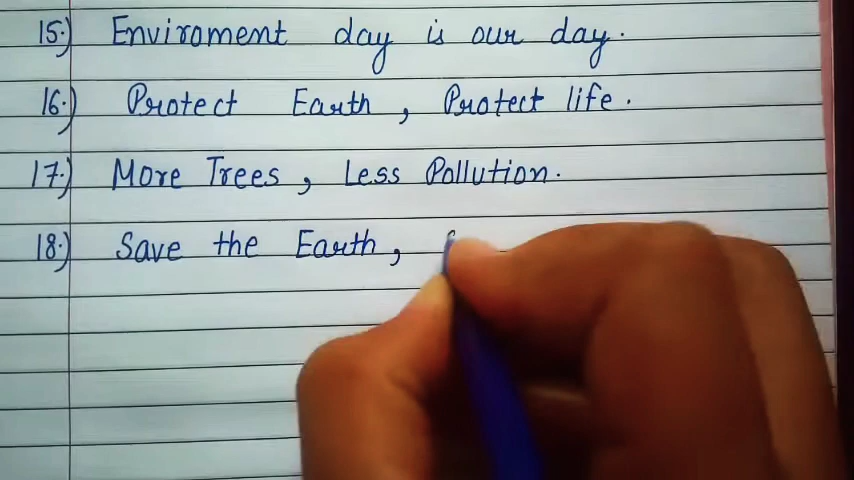 15.) Enviroment day is our day.
16.) Protect Earth, Protect life.
17.) More Trees, Less Pollution.
18.) Save the Earth,